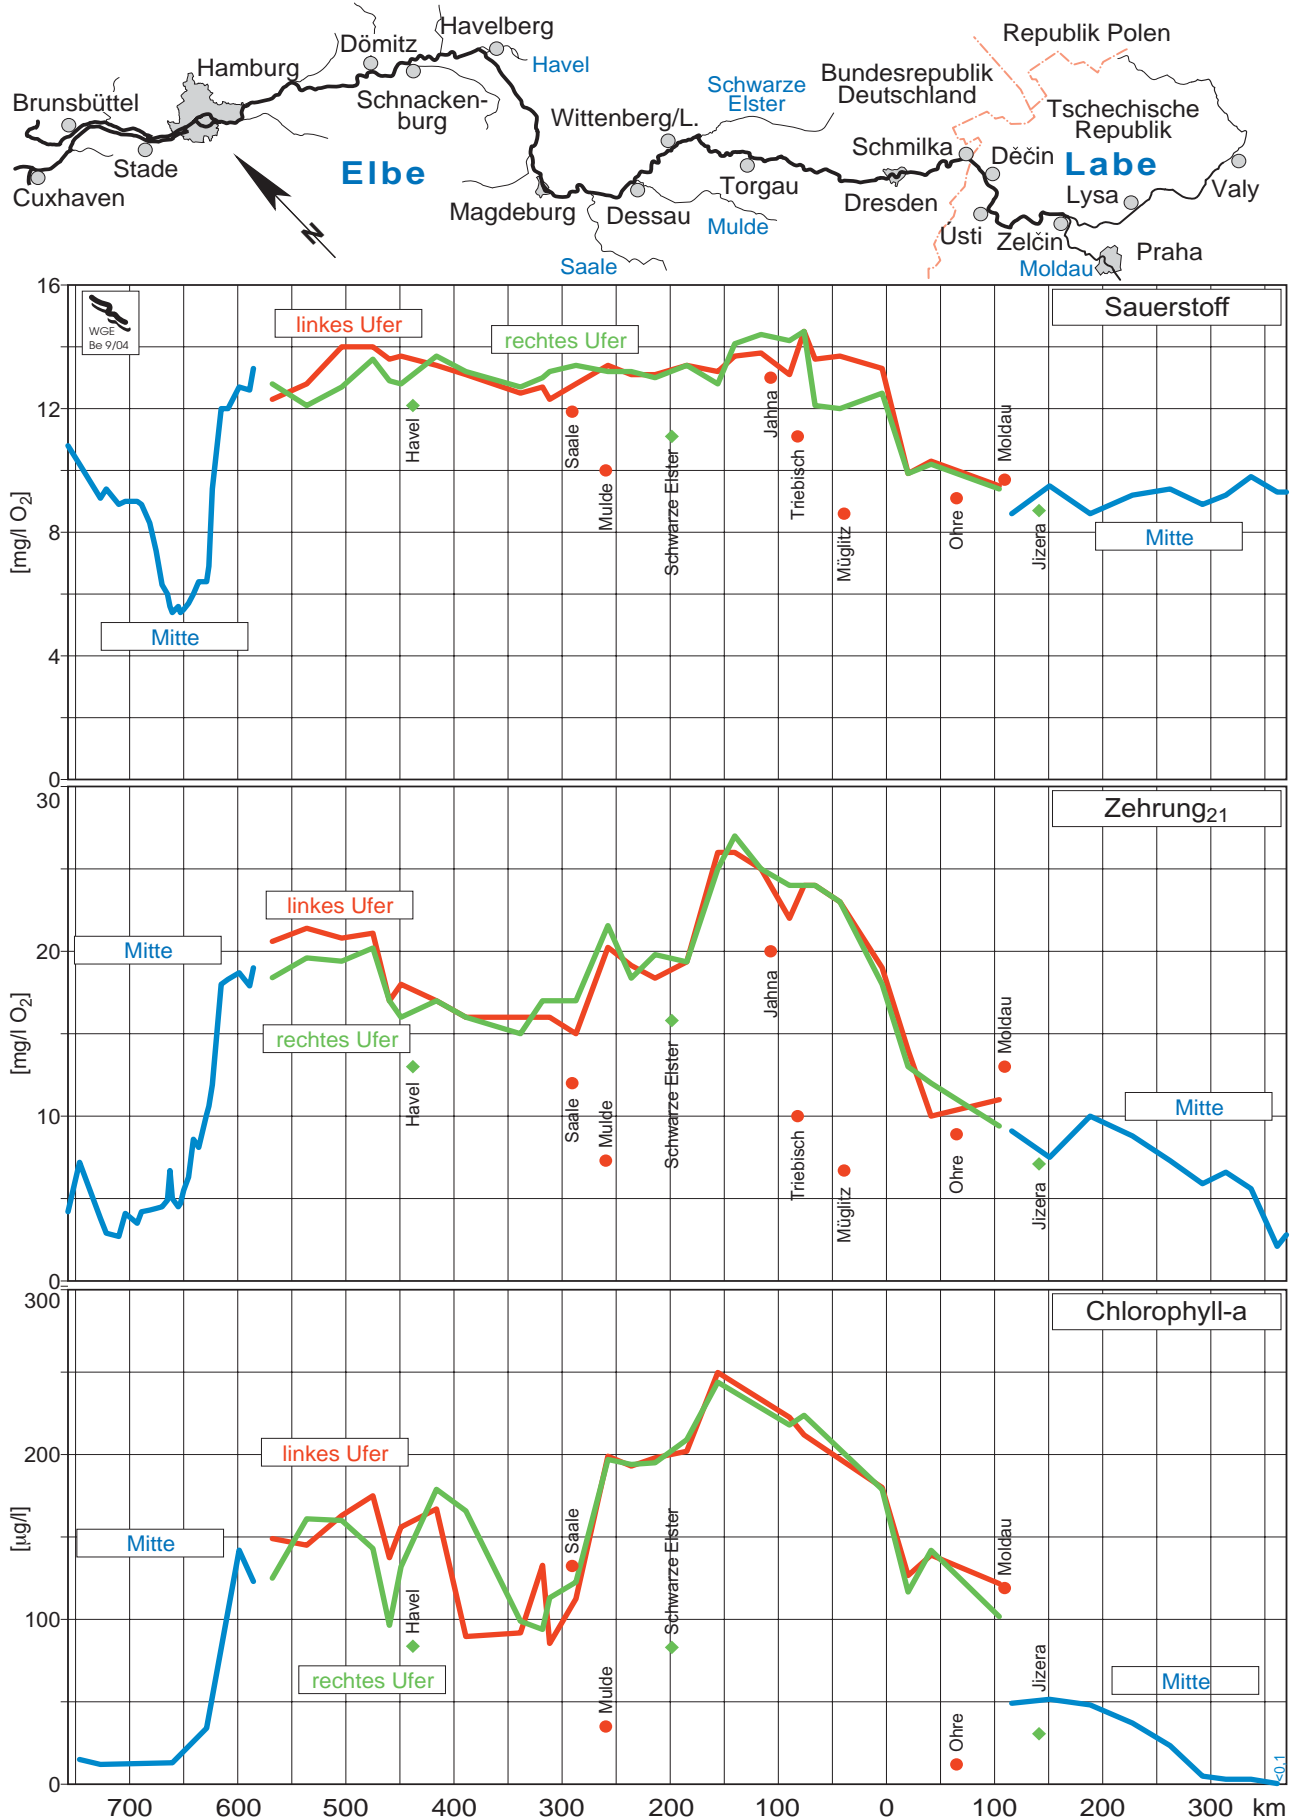 Havelberg
Republik Polen
Dömitz
Hamburg
Havel
Bundesrepublik
Deutschland
Schwarze
Elster
Schnacken-
burg
Brunsbüttel
Tschechische
Republik
Wittenberg/L.
Schmilka
Děčin
Stade
Elbe
Labe
Torgau
Valy
Cuxhaven
Magdeburg
Dessau
Dresden
Lysa
Mulde
Usti
Zelčin
Praha
Saale
Moldau
N
16
12
8
4
0
[mg/l O2]
WGE
Be 9/04
linkes Ufer
rechtes Ufer
Sauerstoff
Havel
Saale
Mulde
Schwarze Elster
Jahna
Triebisch
Müglitz
Ohre
Moldau
Jizera
Mitte
Mitte
30
20
10
0
[mg/l O2]
Zehrung21
linkes Ufer
Mitte
rechtes Ufer
Havel
Saale
Mulde
Schwarze Elster
Jahna
Triebisch
Müglitz
Ohre
Moldau
Jizera
Mitte
300
200
100
0
[µg/l]
Chlorophyll-a
linkes Ufer
Mitte
rechtes Ufer
Havel
Saale
Mulde
Schwarze Elster
Ohre
Moldau
Jizera
Mitte
<0,1
700 600 500 400 300 200 100 0 100 200 300 km